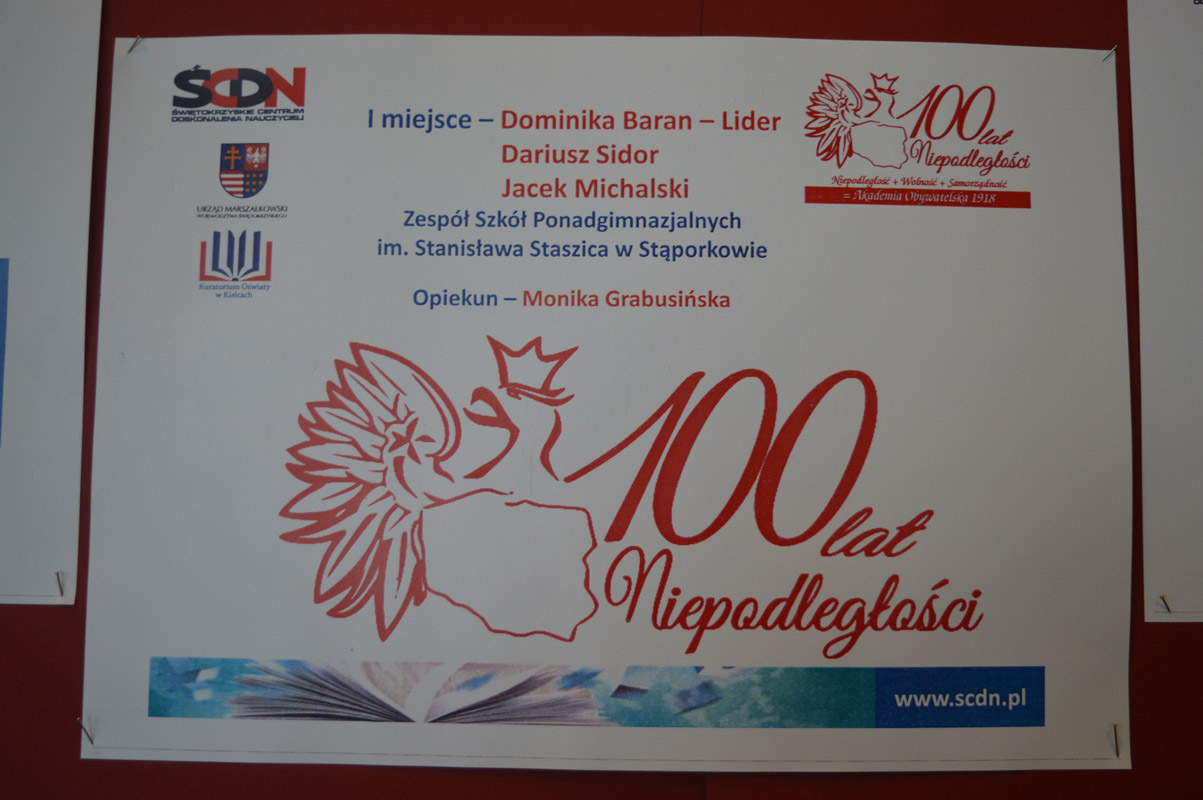 ŚCDN
ŚWIĘTOKRZYSKIE CENTRUM
DOSKONALENIA NAUCZYCIELI
URZĄD MARSZAŁKOWSKI
WOJEWÓDZTWA ŚWIĘTOKRZYSKIEGO
Kuratorium Oświaty
w Kielcach
I miejsce – Dominika Baran – Lider
Dariusz Sidor
Jacek Michalski
Zespół Szkół Ponadgimnazjalnych
im. Stanisława Staszica w Stąporkowie
Opiekun – Monika Grabusińska
100 lat
Niepodległości
Niepodległość + Wolność + Samorządność
= Akademia Obywatelska 1918
100 lat
Niepodległości
www.scdn.pl